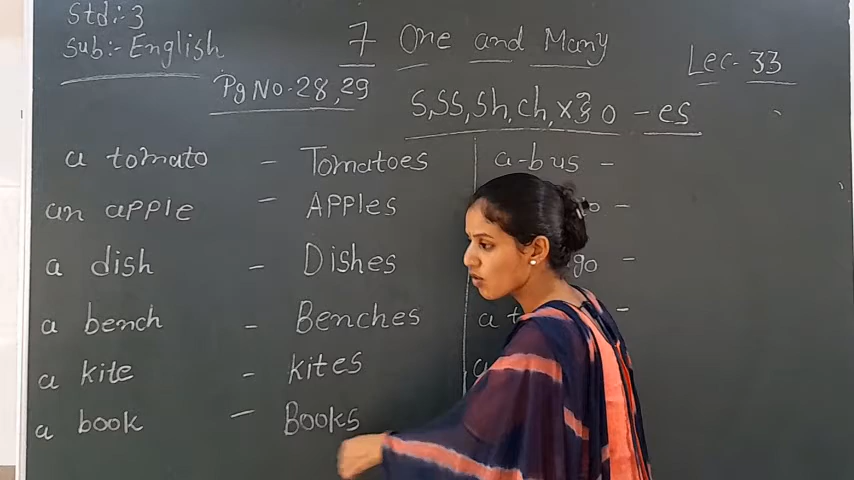 Std:-3
Sub:-English
7 One and Many
Lec-33
Pg No-28,29
S,SS,Sh,ch,x,z o - es
a tomato - Tomatoes
an apple - Apples
a dish - Dishes
a bench - Benches
a kite - kites
a book - Books
a-bus -
o -
go -
a t -
a